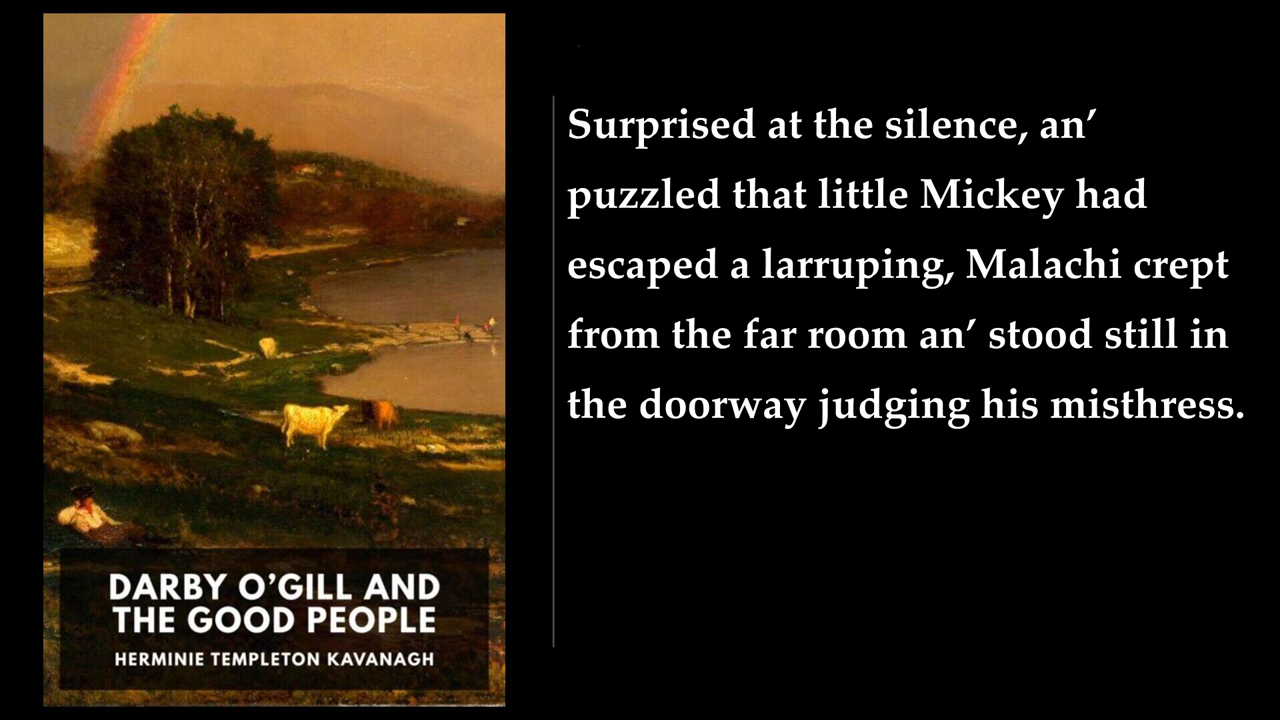 Surprised at the silence, an’
puzzled that little Mickey had
escaped a larruping, Malachi crept
from the far room an’ stood still in
the doorway judging his misthress.
DARBY O’GILL AND
THE GOOD PEOPLE
HERMINIE TEMPLETON KAVANAGH